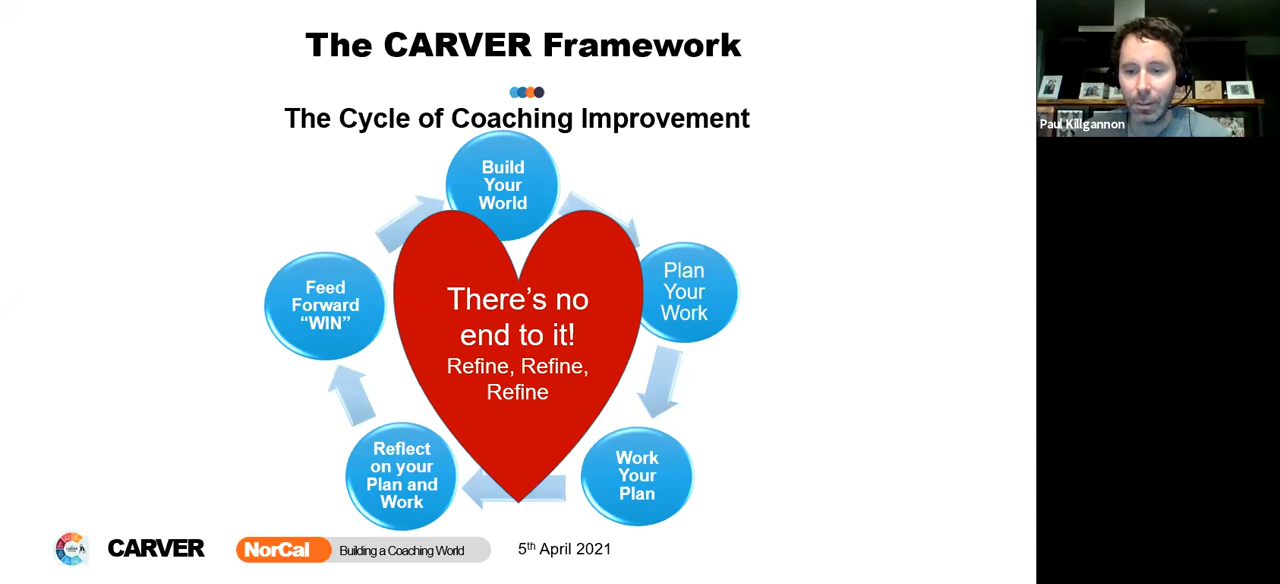 The CARVER Framework
The Cycle of Coaching Improvement
Build
Your
World
Plan
Your
Work
Work
Your
Plan
Reflect
on your
Plan and
Work
Feed
Forward
“WIN”
There’s no
end to it!
Refine, Refine,
Refine
CARVER
NorCal
Building a Coaching World
5th April 2021
Paul Killgannon